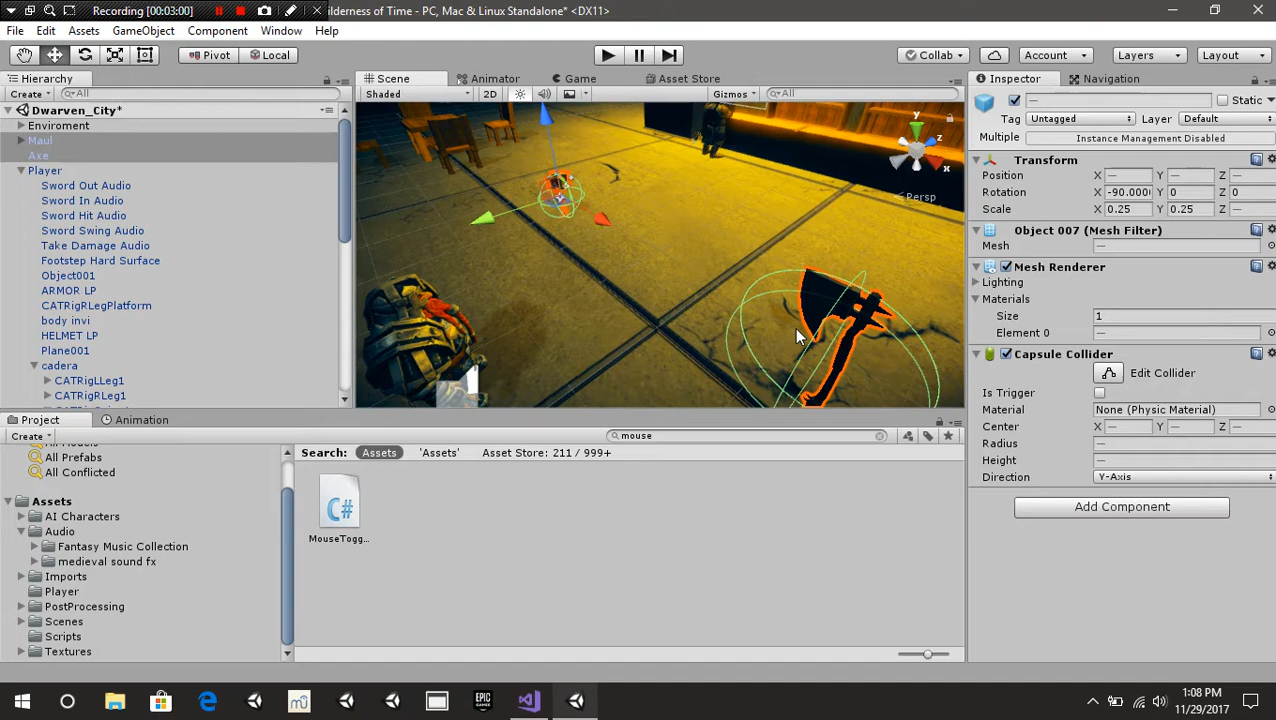 Recording [00:03:00]
lderness of Time - PC, Mac & Linux Standalone* <DX11>
File Edit Assets GameObject Component Window Help
Pivot Local Collab Account Layers Layout
Hierarchy
Create All
Dwarven_City*
Enviroment
Maul
Axe
Player
Sword Out Audio
Sword In Audio
Sword Hit Audio
Sword Swing Audio
Take Damage Audio
Footstep Hard Surface
Object001
ARMOR LP
CATRigRLegPlatform
body invi
HELMET LP
Plane001
cadera
CATRigLLeg1
CATRigRLeg1
Scene Animator Game Asset Store
Shaded 2D Gizmos All
y
z
x
Persp
Inspector Navigation
— Static
Tag Untagged Layer Default
Multiple Instance Management Disabled
Transform
Position X — Y — Z —
Rotation X -90.000 Y 0 Z 0
Scale X 0.25 Y 0.25 Z —
Object 007 (Mesh Filter)
Mesh —
Mesh Renderer
Lighting
Materials
Size 1
Element 0 —
Capsule Collider
Edit Collider
Is Trigger
Material None (Physic Material)
Center X — Y — Z —
Radius —
Height —
Direction Y-Axis
Add Component
Project Animation
Create mouse
All Models
All Prefabs
All Conflicted
Assets
AI Characters
Audio
Fantasy Music Collection
medieval sound fx
Imports
Player
PostProcessing
Scenes
Scripts
Textures
Search: Assets 'Assets' Asset Store: 211 / 999+
C#
MouseTogg...
EPIC GAMES
1:08 PM
11/29/2017